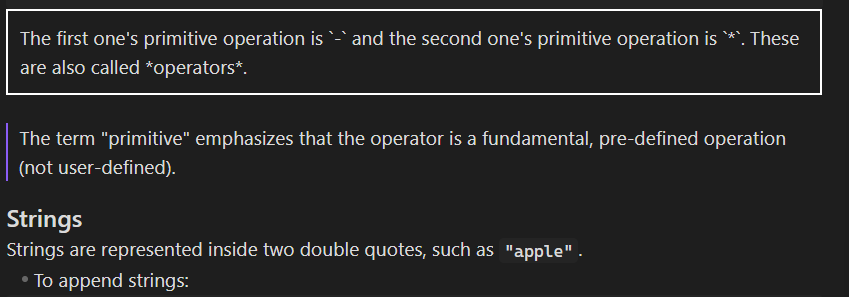 The first one's primitive operation is `-` and the second one's primitive operation is `*`. These
are also called *operators*.
The term "primitive" emphasizes that the operator is a fundamental, pre-defined operation
(not user-defined).
Strings
Strings are represented inside two double quotes, such as "apple".
• To append strings: